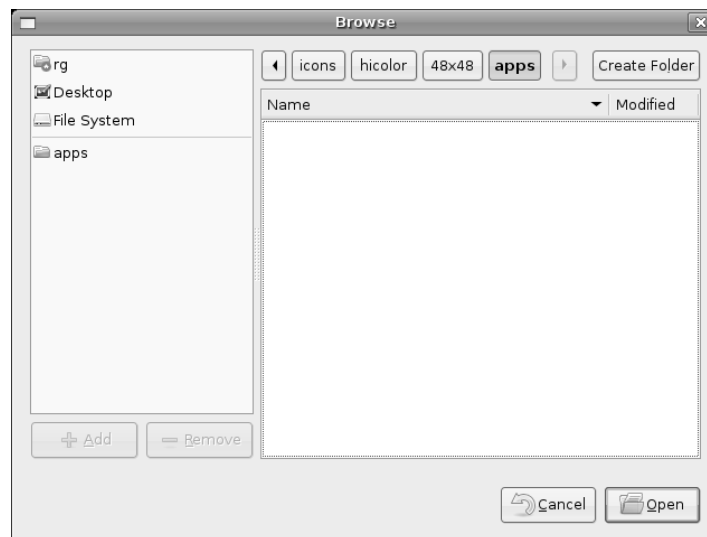 Browse
rg
Desktop
File System
apps
icons hicolor 48x48 apps Create Folder
Name Modified
Add Remove
Cancel Open